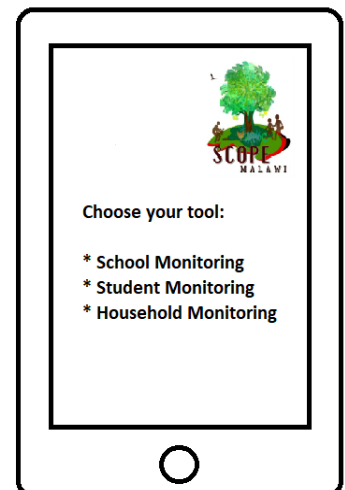 SCOPE
MALAWI
Choose your tool:
* School Monitoring
* Student Monitoring
* Household Monitoring